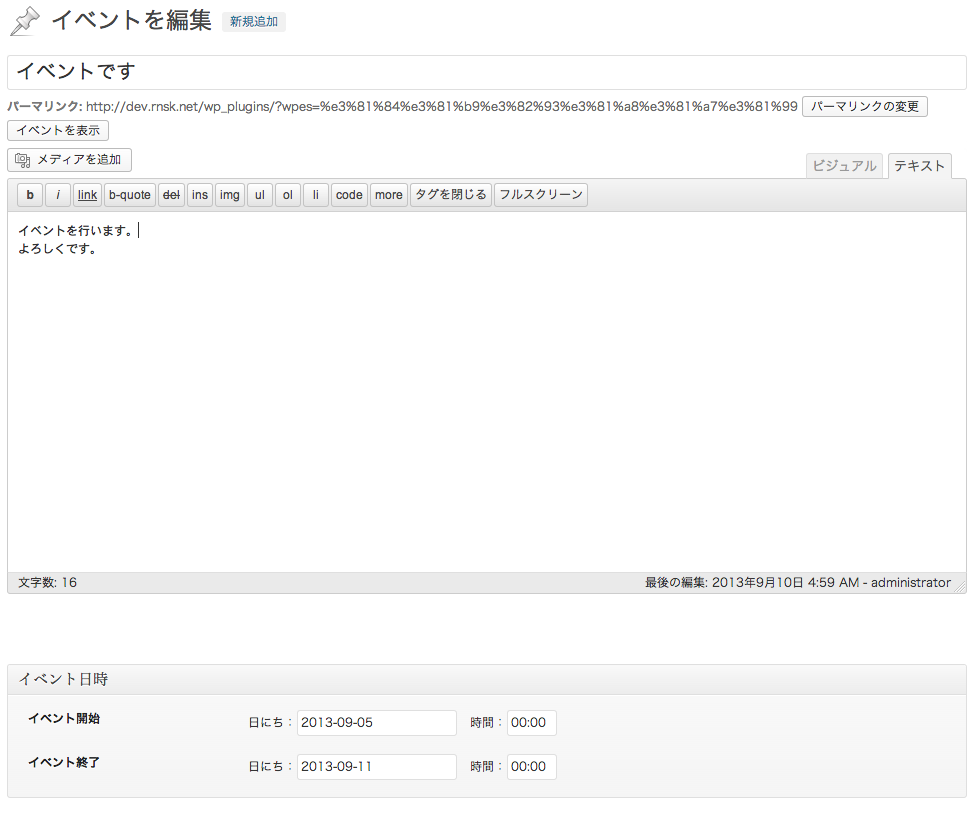 イベントを編集 新規追加
イベントです
パーマリンク: http://dev.rnsk.net/wp_plugins/?wpes=%e3%81%84%e3%81%b9%e3%82%93%e3%81%a8%e3%81%a7%e3%81%99 パーマリンクの変更
イベントを表示
メディアを追加
ビジュアル テキスト
b i link b-quote del ins img ul ol li code more タグを閉じる フルスクリーン
イベントを行います。
よろしくです。
文字数: 16 最後の編集: 2013年9月10日 4:59 AM - administrator
イベント日時
イベント開始 日にち： 2013-09-05 時間： 00:00
イベント終了 日にち： 2013-09-11 時間： 00:00